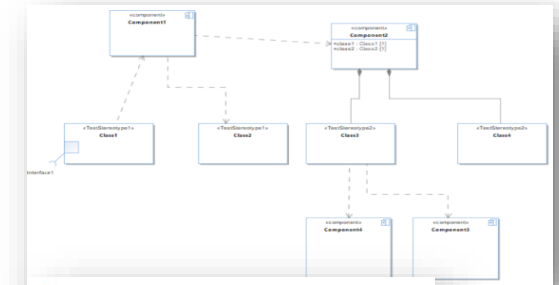 «component»
Component1
«component»
Component2
+class1 : Class1 [1]
+class2 : Class2 [1]
«TestStereotype1»
Class1
«TestStereotype1»
Class2
«TestStereotype2»
Class3
«TestStereotype2»
Class4
Interface1
«component»
Component4
«component»
Component3